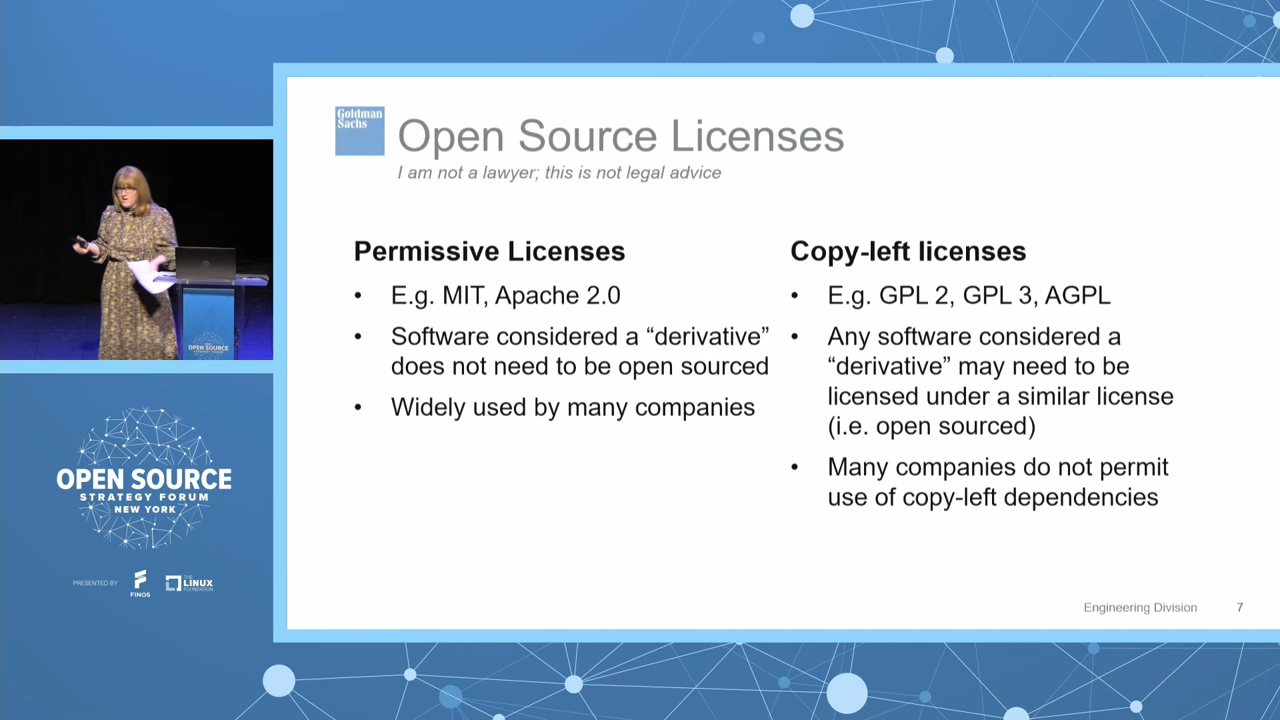 Goldman
Sachs
Open Source Licenses
I am not a lawyer; this is not legal advice
Permissive Licenses
• E.g. MIT, Apache 2.0
• Software considered a “derivative”
does not need to be open sourced
• Widely used by many companies
Copy-left licenses
• E.g. GPL 2, GPL 3, AGPL
• Any software considered a
“derivative” may need to be
licensed under a similar license
(i.e. open sourced)
• Many companies do not permit
use of copy-left dependencies
Engineering Division 7
OPEN SOURCE
STRATEGY FORUM
OPEN SOURCE
STRATEGY FORUM
NEW YORK
PRESENTED BY
FINOS
THE
LINUX
FOUNDATION